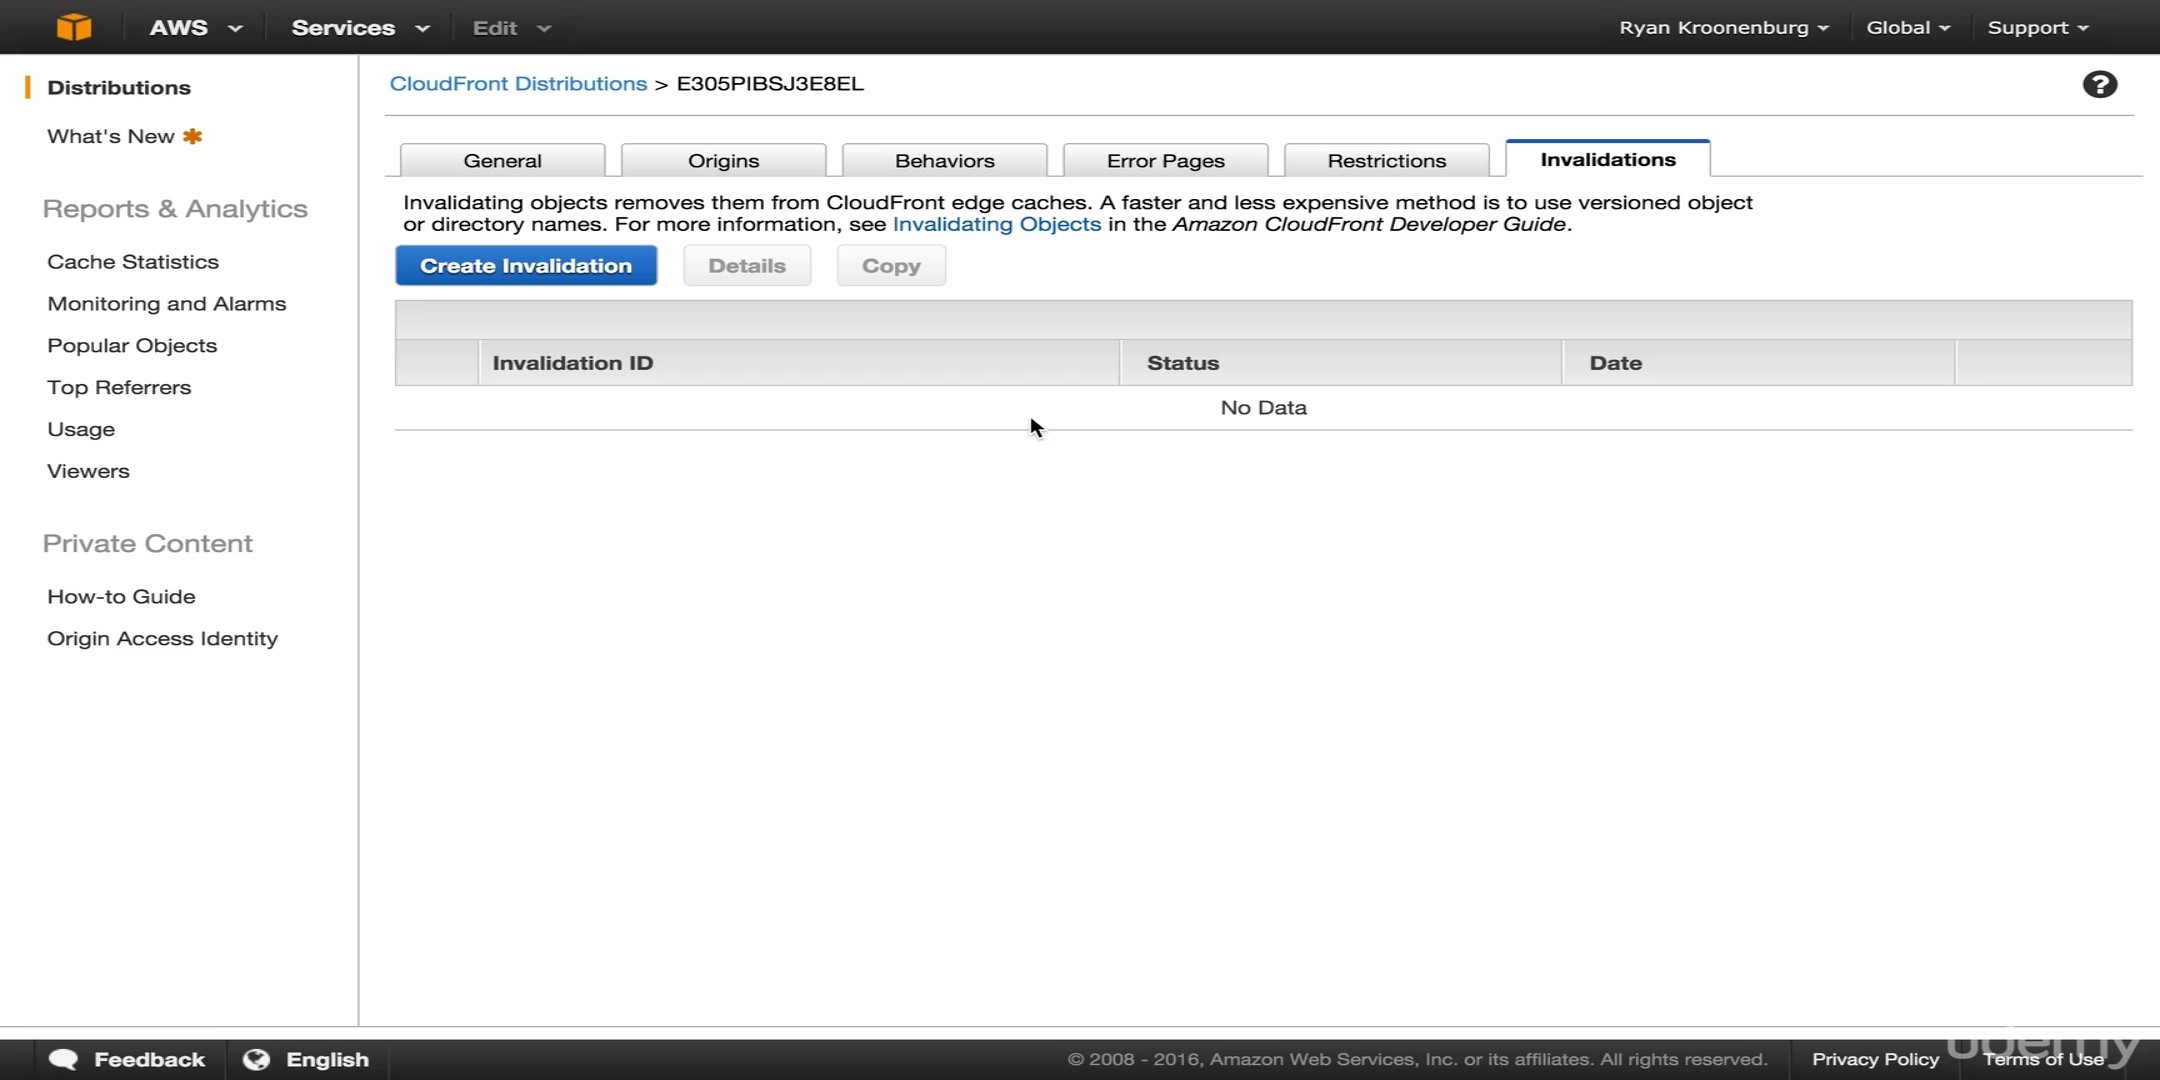 AWS Services Edit Ryan Kroonenburg Global Support
Distributions
What's New
Reports & Analytics
Cache Statistics
Monitoring and Alarms
Popular Objects
Top Referrers
Usage
Viewers
Private Content
How-to Guide
Origin Access Identity
CloudFront Distributions > E305PIBSJ3E8EL
?
General Origins Behaviors Error Pages Restrictions Invalidations
Invalidating objects removes them from CloudFront edge caches. A faster and less expensive method is to use versioned object
or directory names. For more information, see Invalidating Objects in the Amazon CloudFront Developer Guide.
Create Invalidation Details Copy
Invalidation ID Status Date
No Data
Feedback English © 2008 - 2016, Amazon Web Services, Inc. or its affiliates. All rights reserved. Privacy Policy Terms of Use
udemy